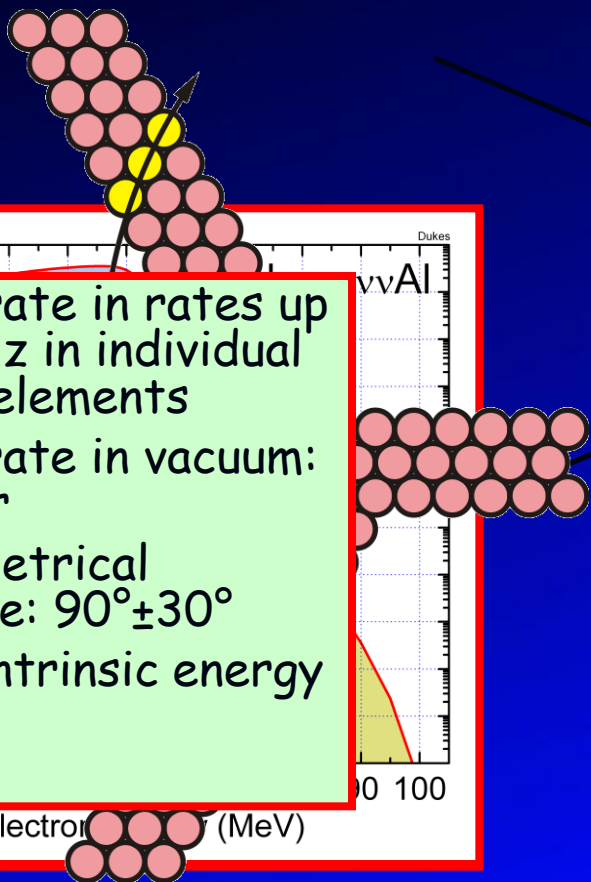 Dukes
ννAl
rate in rates up
z in individual
elements
rate in vacuum:
r
etrical
e: 90°±30°
ntrinsic energy
90 100
lectron (MeV)